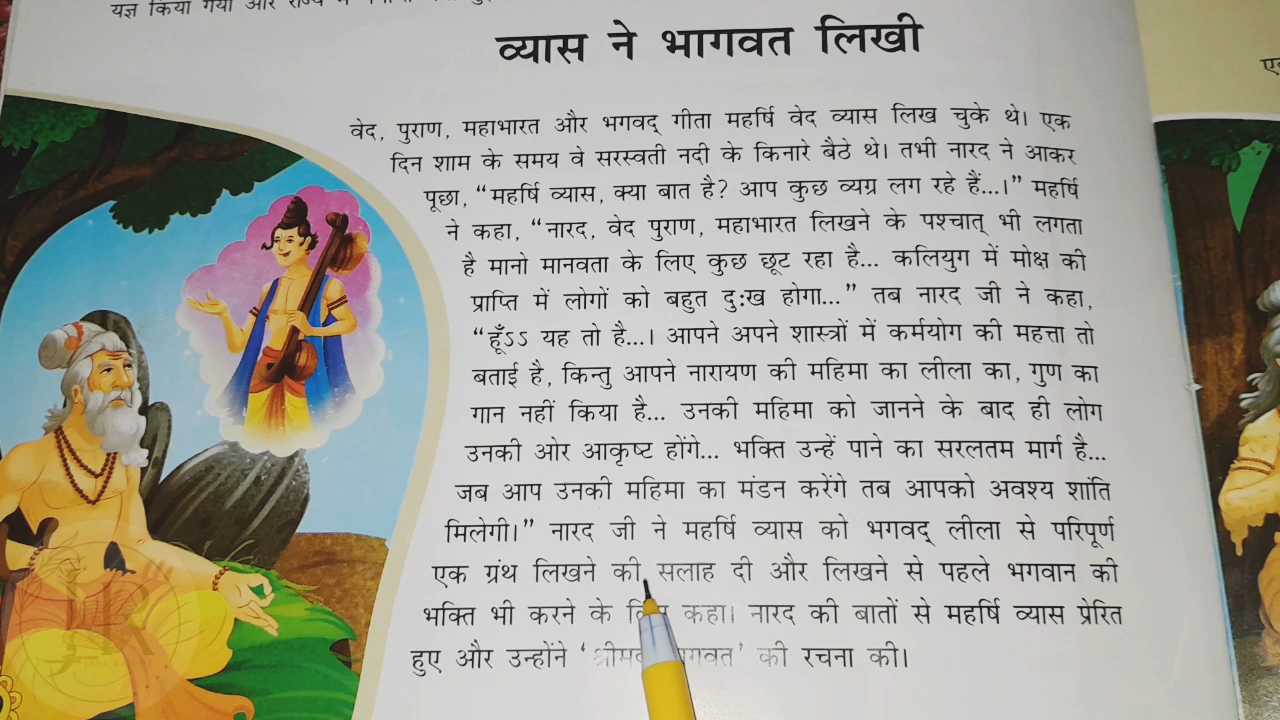 यज्ञ किया गया और राज्य में
व्यास ने भागवत लिखी
वेद, पुराण, महाभारत और भगवद् गीता महर्षि वेद व्यास लिख चुके थे। एक
दिन शाम के समय वे सरस्वती नदी के किनारे बैठे थे। तभी नारद ने आकर
पूछा, “महर्षि व्यास, क्या बात है? आप कुछ व्यग्र लग रहे हैं...।” महर्षि
ने कहा, “नारद, वेद पुराण, महाभारत लिखने के पश्चात् भी लगता
है मानो मानवता के लिए कुछ छूट रहा है... कलियुग में मोक्ष की
प्राप्ति में लोगों को बहुत दुःख होगा...” तब नारद जी ने कहा,
“हूँऽऽ यह तो है...। आपने अपने शास्त्रों में कर्मयोग की महत्ता तो
बताई है, किन्तु आपने नारायण की महिमा का लीला का, गुण का
गान नहीं किया है... उनकी महिमा को जानने के बाद ही लोग
उनकी ओर आकृष्ट होंगे... भक्ति उन्हें पाने का सरलतम मार्ग है...
जब आप उनकी महिमा का मंडन करेंगे तब आपको अवश्य शांति
मिलेगी।” नारद जी ने महर्षि व्यास को भगवद् लीला से परिपूर्ण
एक ग्रंथ लिखने की सलाह दी और लिखने से पहले भगवान की
भक्ति भी करने के कहा। नारद की बातों से महर्षि व्यास प्रेरित
हुए और उन्होंने ‘ ’ की रचना की।